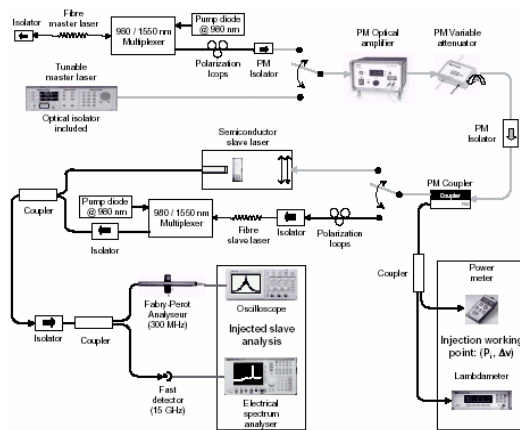 Isolator
Fibre
master laser
980 / 1550 nm
Multiplexer
Pump diode
@ 980 nm
Polarization
loops
PM
Isolator
PM Optical
amplifier
PM Variable
attenuator
Tunable
master laser
Optical isolator
included
PM
Isolator
Semiconductor
slave laser
PM Coupler
Coupler
Coupler
Pump diode
@ 980 nm
980 / 1550 nm
Multiplexer
Isolator
Fibre
slave laser
Isolator
Polarization
loops
Coupler
Power
meter
Fabry-Perot
Analyseur
(300 MHz)
Oscilloscope
Injected slave
analysis
Isolator
Coupler
Injection working
point: (Pi, Δν)
Lambdameter
Fast
detector
(15 GHz)
Electrical
spectrum
analyser